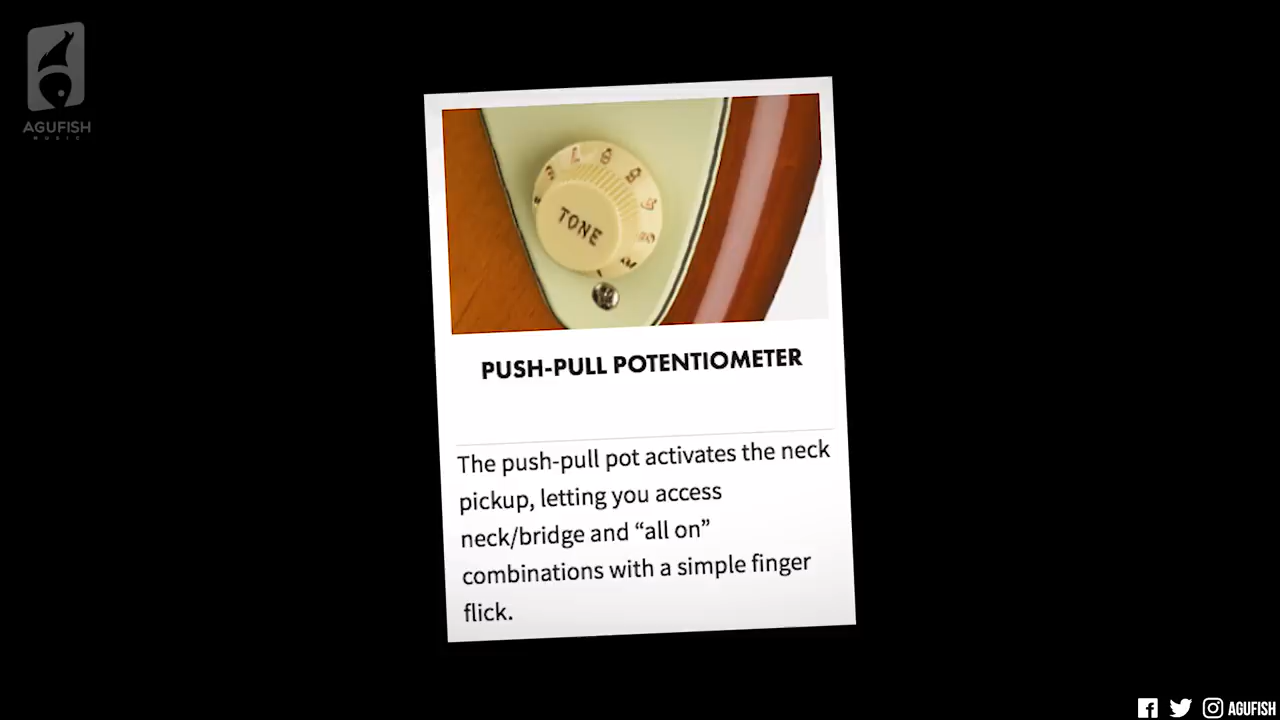 AGUFISH
MUSIC
TONE
PUSH-PULL POTENTIOMETER
The push-pull pot activates the neck
pickup, letting you access
neck/bridge and “all on”
combinations with a simple finger
flick.
AGUFISH